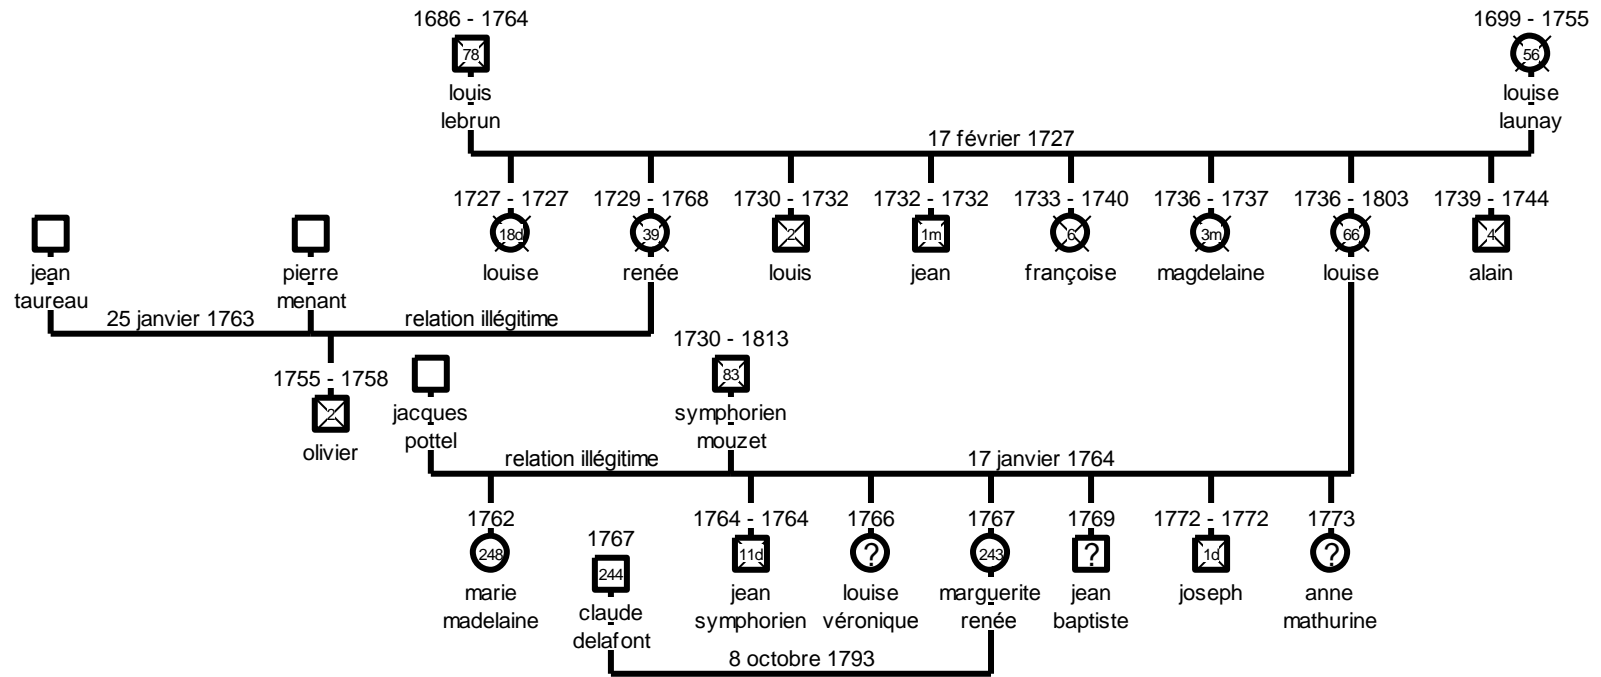 1686 - 1764
78
louis
lebrun
1699 - 1755
56
louise
launay
17 février 1727
1727 - 1727
18d
louise
1729 - 1768
39
renée
1730 - 1732
2
louis
1732 - 1732
1m
jean
1733 - 1740
6
françoise
1736 - 1737
3m
magdelaine
1736 - 1803
66
louise
1739 - 1744
4
alain
jean
taureau
pierre
menant
25 janvier 1763
relation illégitime
1755 - 1758
2
olivier
jacques
pottel
1730 - 1813
83
symphorien
mouzet
relation illégitime
17 janvier 1764
1762
248
marie
madelaine
1767
244
claude
delafont
1764 - 1764
11d
jean
symphorien
1766
?
louise
véronique
1767
243
marguerite
renée
1769
?
jean
baptiste
1772 - 1772
1d
joseph
1773
?
anne
mathurine
8 octobre 1793